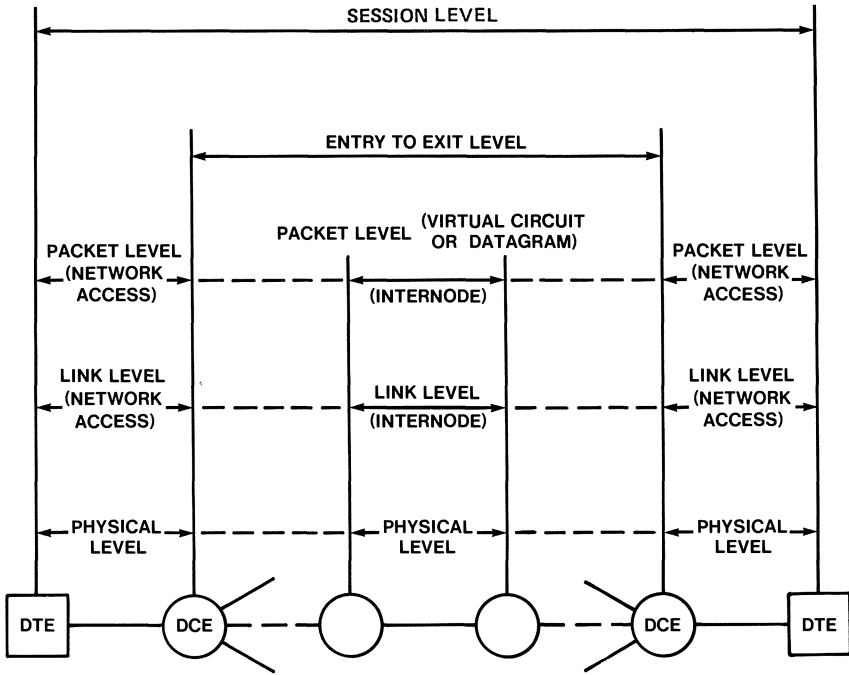 SESSION LEVEL
ENTRY TO EXIT LEVEL
PACKET LEVEL
(NETWORK
ACCESS)
PACKET LEVEL
(VIRTUAL CIRCUIT
OR DATAGRAM)
(INTERNODE)
PACKET LEVEL
(NETWORK
ACCESS)
LINK LEVEL
(NETWORK
ACCESS)
LINK LEVEL
(INTERNODE)
LINK LEVEL
(NETWORK
ACCESS)
PHYSICAL
LEVEL
PHYSICAL
LEVEL
PHYSICAL
LEVEL
DTE
DCE
DCE
DTE